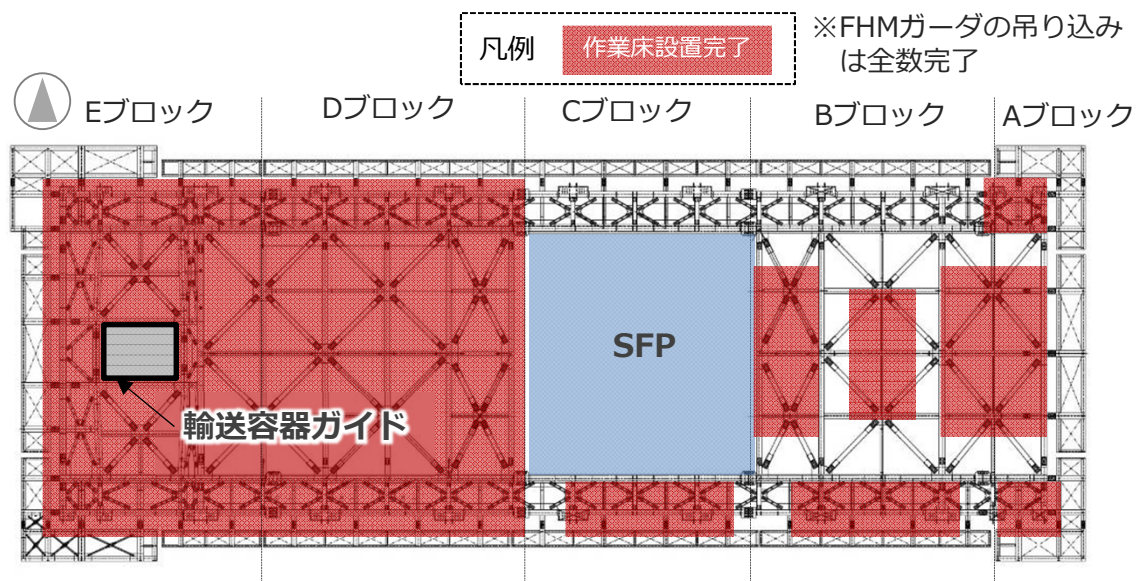 凡例
作業床設置完了
※FHMガーダの吊り込み
は全数完了
Eブロック
Dブロック
Cブロック
Bブロック
Aブロック
SFP
輸送容器ガイド